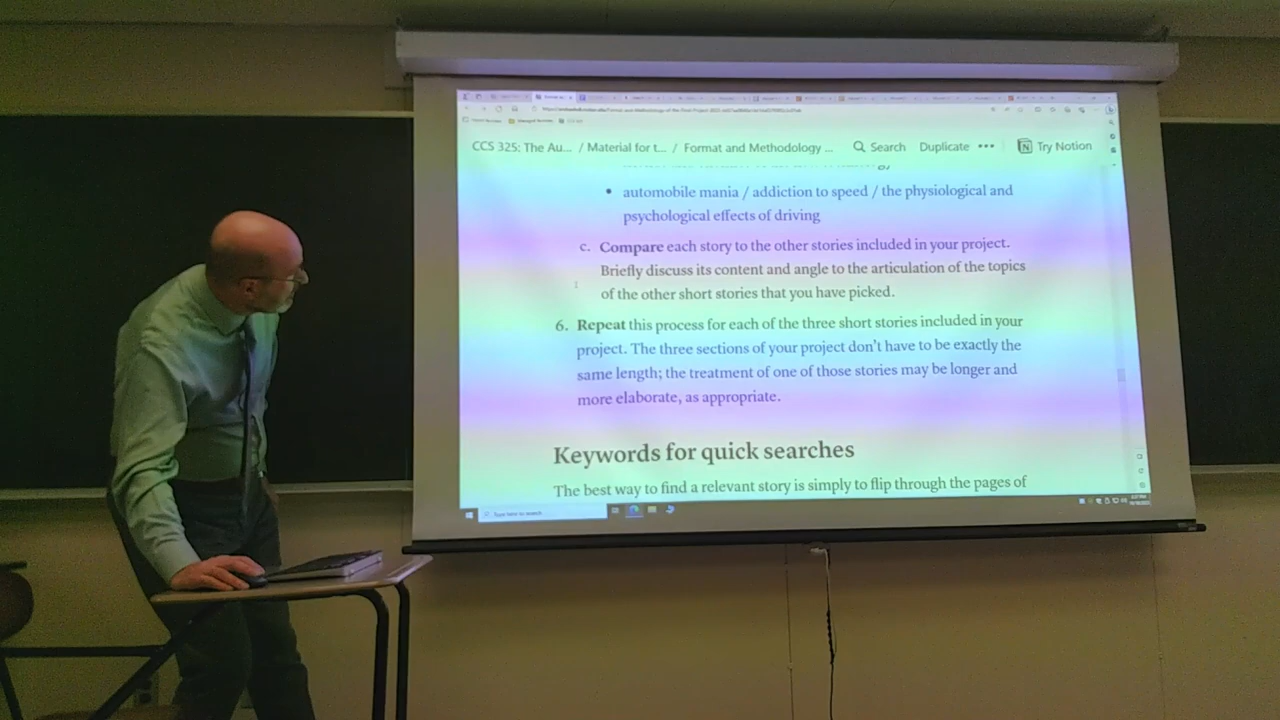 CCS 325: The Au... / Material for t... / Format and Methodology ... Search Duplicate ••• Try Notion
• automobile mania / addiction to speed / the physiological and
psychological effects of driving
c. Compare each story to the other stories included in your project.
Briefly discuss its content and angle to the articulation of the topics
of the other short stories that you have picked.
6. Repeat this process for each of the three short stories included in your
project. The three sections of your project don't have to be exactly the
same length; the treatment of one of those stories may be longer and
more elaborate, as appropriate.
Keywords for quick searches
The best way to find a relevant story is simply to flip through the pages of
Type here to search